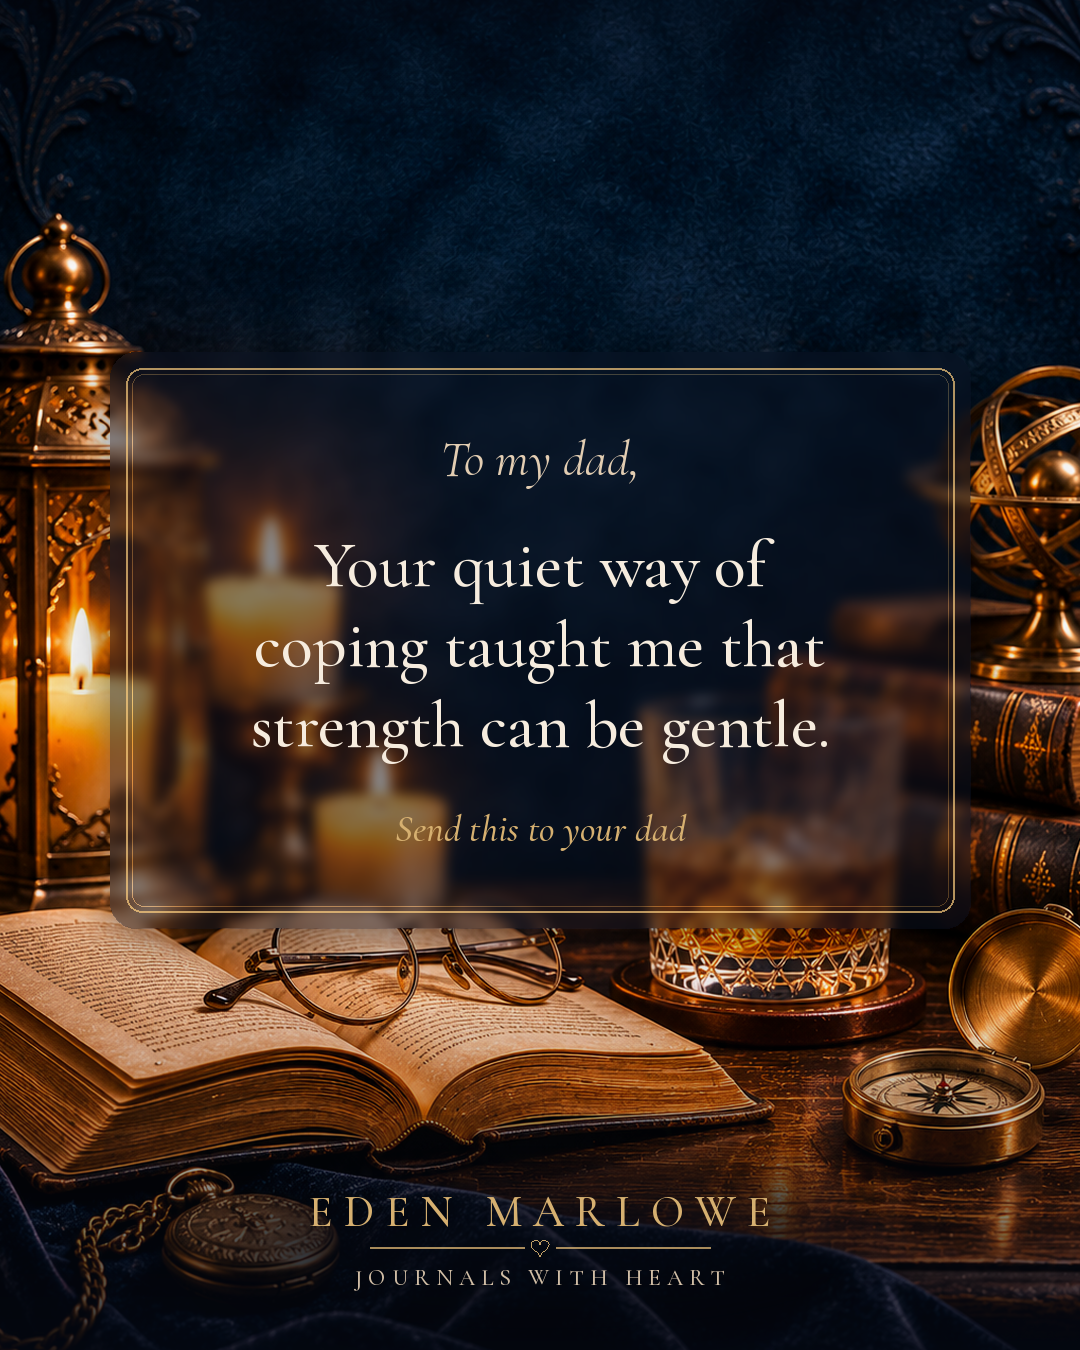 To my dad,
Your quiet way of
coping taught me that
strength can be gentle.
Send this to your dad
EDEN MARLOWE
JOURNALS WITH HEART